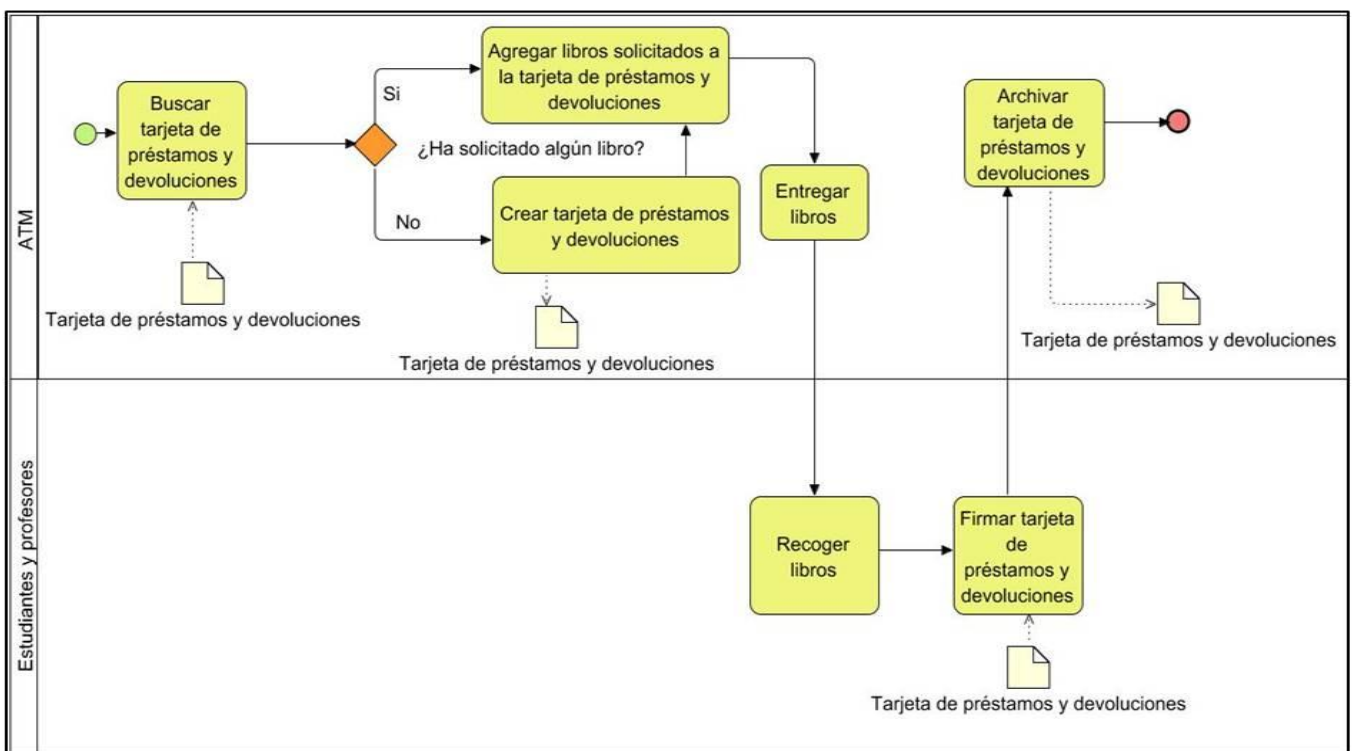 ATM
Buscar
tarjeta de
préstamos y
devoluciones
Tarjeta de préstamos y devoluciones
Si
¿Ha solicitado algún libro?
No
Agregar libros solicitados a
la tarjeta de préstamos y
devoluciones
Crear tarjeta de préstamos
y devoluciones
Tarjeta de préstamos y devoluciones
Entregar
libros
Archivar
tarjeta de
préstamos y
devoluciones
Tarjeta de préstamos y devoluciones
Estudiantes y profesores
Recoger
libros
Firmar tarjeta
de
préstamos y
devoluciones
Tarjeta de préstamos y devoluciones